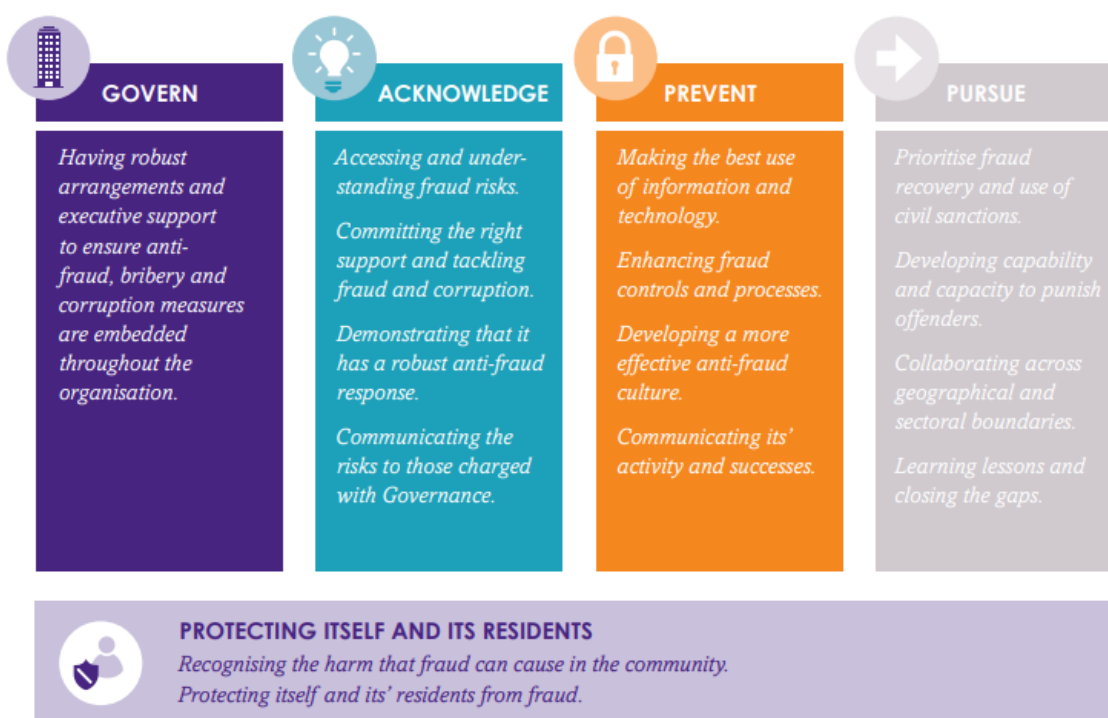 GOVERN
Having robust
arrangements and
executive support
to ensure anti-
fraud, bribery and
corruption measures
are embedded
throughout the
organisation.
ACKNOWLEDGE
Accessing and under-
standing fraud risks.
Committing the right
support and tackling
fraud and corruption.
Demonstrating that it
has a robust anti-fraud
response.
Communicating the
risks to those charged
with Governance.
PREVENT
Making the best use
of information and
technology.
Enhancing fraud
controls and processes.
Developing a more
effective anti-fraud
culture.
Communicating its’
activity and successes.
PURSUE
Prioritise fraud
recovery and use of
civil sanctions.
Developing capability
and capacity to punish
offenders.
Collaborating across
geographical and
sectoral boundaries.
Learning lessons and
closing the gaps.
PROTECTING ITSELF AND ITS RESIDENTS
Recognising the harm that fraud can cause in the community.
Protecting itself and its’ residents from fraud.